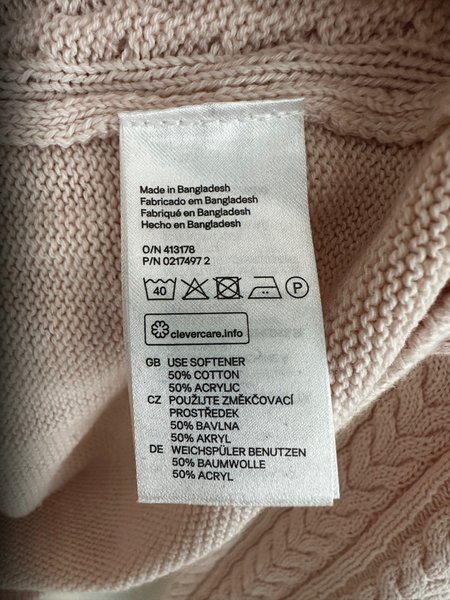 Made in Bangladesh
Fabricado em Bangladesh
Fabriqué en Bangladesh
Hecho en Bangladesh
O/N 413178
P/N 0217497 2
40 P
clevercare.info
GB USE SOFTENER
50% COTTON
50% ACRYLIC
CZ POUŽIJTE ZMĚKČOVACÍ
PROSTŘEDEK
50% BAVLNA
50% AKRYL
DE WEICHSPÜLER BENUTZEN
50% BAUMWOLLE
50% ACRYL